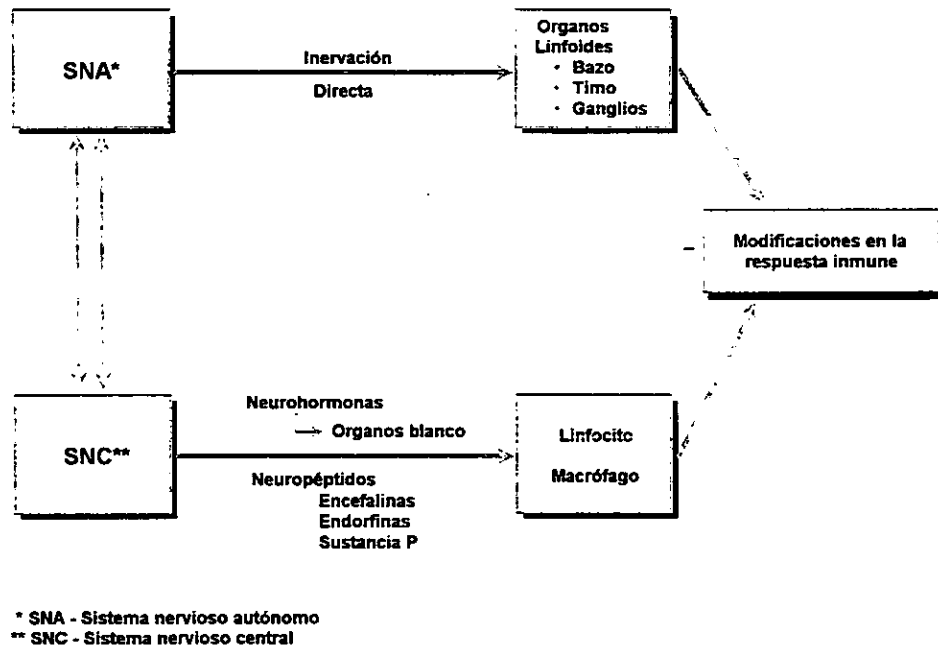 SNA*
Inervación
Directa
Organos
Linfoides
• Bazo
• Timo
• Ganglios
Modificaciones en la
respuesta inmune
SNC**
Neurohormonas
Organos blanco
Neuropéptidos
Encefalinas
Endorfinas
Sustancia P
Linfocito
Macrófago
* SNA - Sistema nervioso autónomo
** SNC - Sistema nervioso central